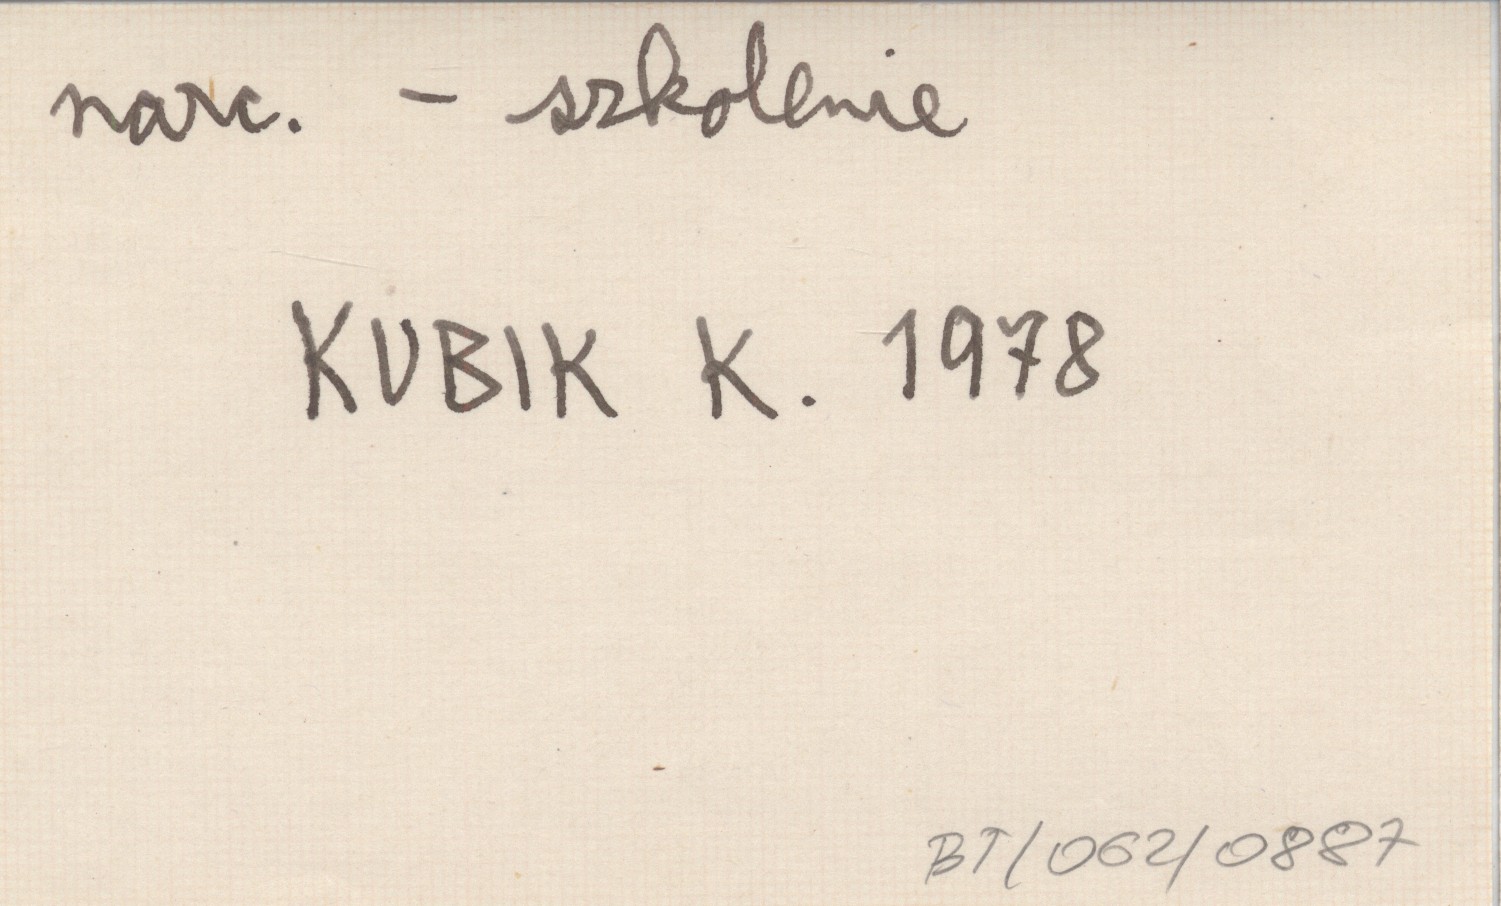 narc. - szkolenie
KUBIK K. 1978
BT/062/0887